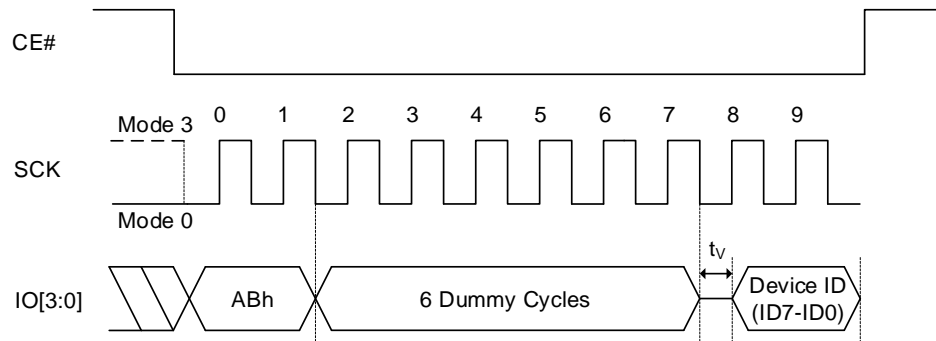 CE#
0 1 2 3 4 5 6 7 8 9
Mode 3
SCK
Mode 0
tV
IO[3:0]
ABh
6 Dummy Cycles
Device ID
(ID7-ID0)